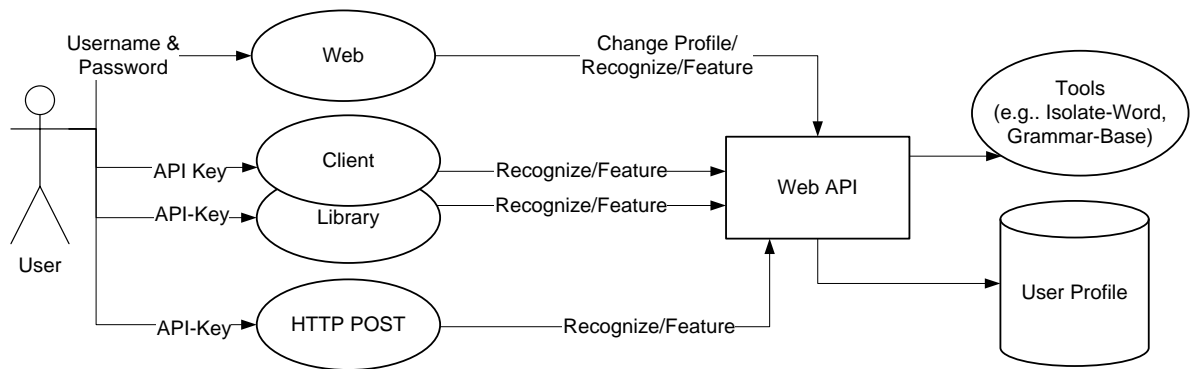 Username &
Password
Web
Change Profile/
Recognize/Feature
Tools
(e.g.. Isolate-Word,
Grammar-Base)
API Key
Client
Recognize/Feature
Web API
API-Key
Library
Recognize/Feature
User
User Profile
API-Key
HTTP POST
Recognize/Feature